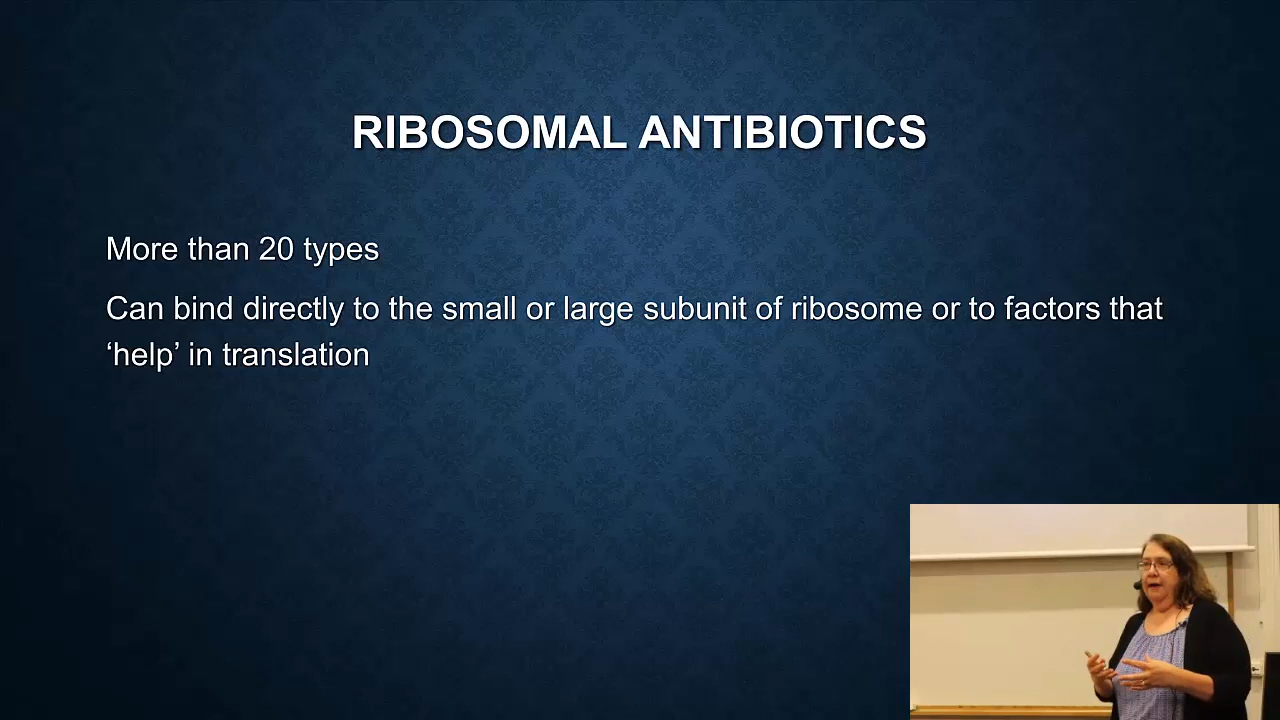 RIBOSOMAL ANTIBIOTICS
More than 20 types
Can bind directly to the small or large subunit of ribosome or to factors that
‘help’ in translation